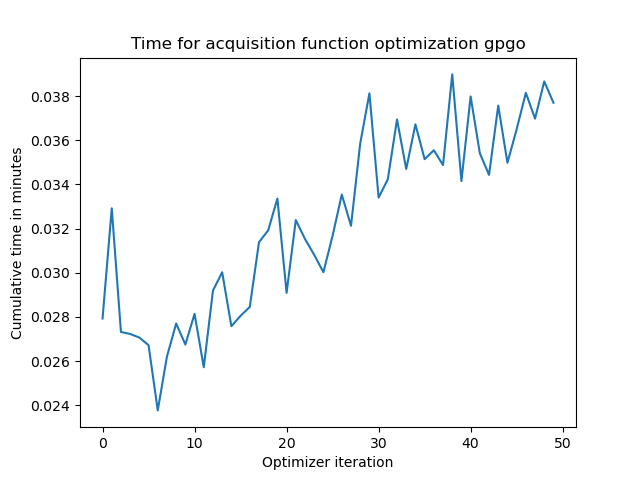 Time for acquisition function optimization gpgo
0.038
0.036
0.034
0.032
0.030
0.028
0.026
0.024
Cumulative time in minutes
0 10 20 30 40 50
Optimizer iteration